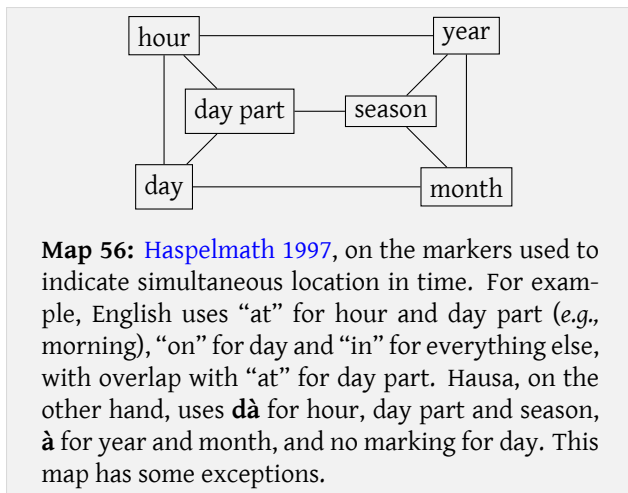 hour year
day part season
day month
Map 56: Haspelmath 1997, on the markers used to
indicate simultaneous location in time. For exam-
ple, English uses “at” for hour and day part (e.g.,
morning), “on” for day and “in” for everything else,
with overlap with “at” for day part. Hausa, on the
other hand, uses dà for hour, day part and season,
à for year and month, and no marking for day. This
map has some exceptions.